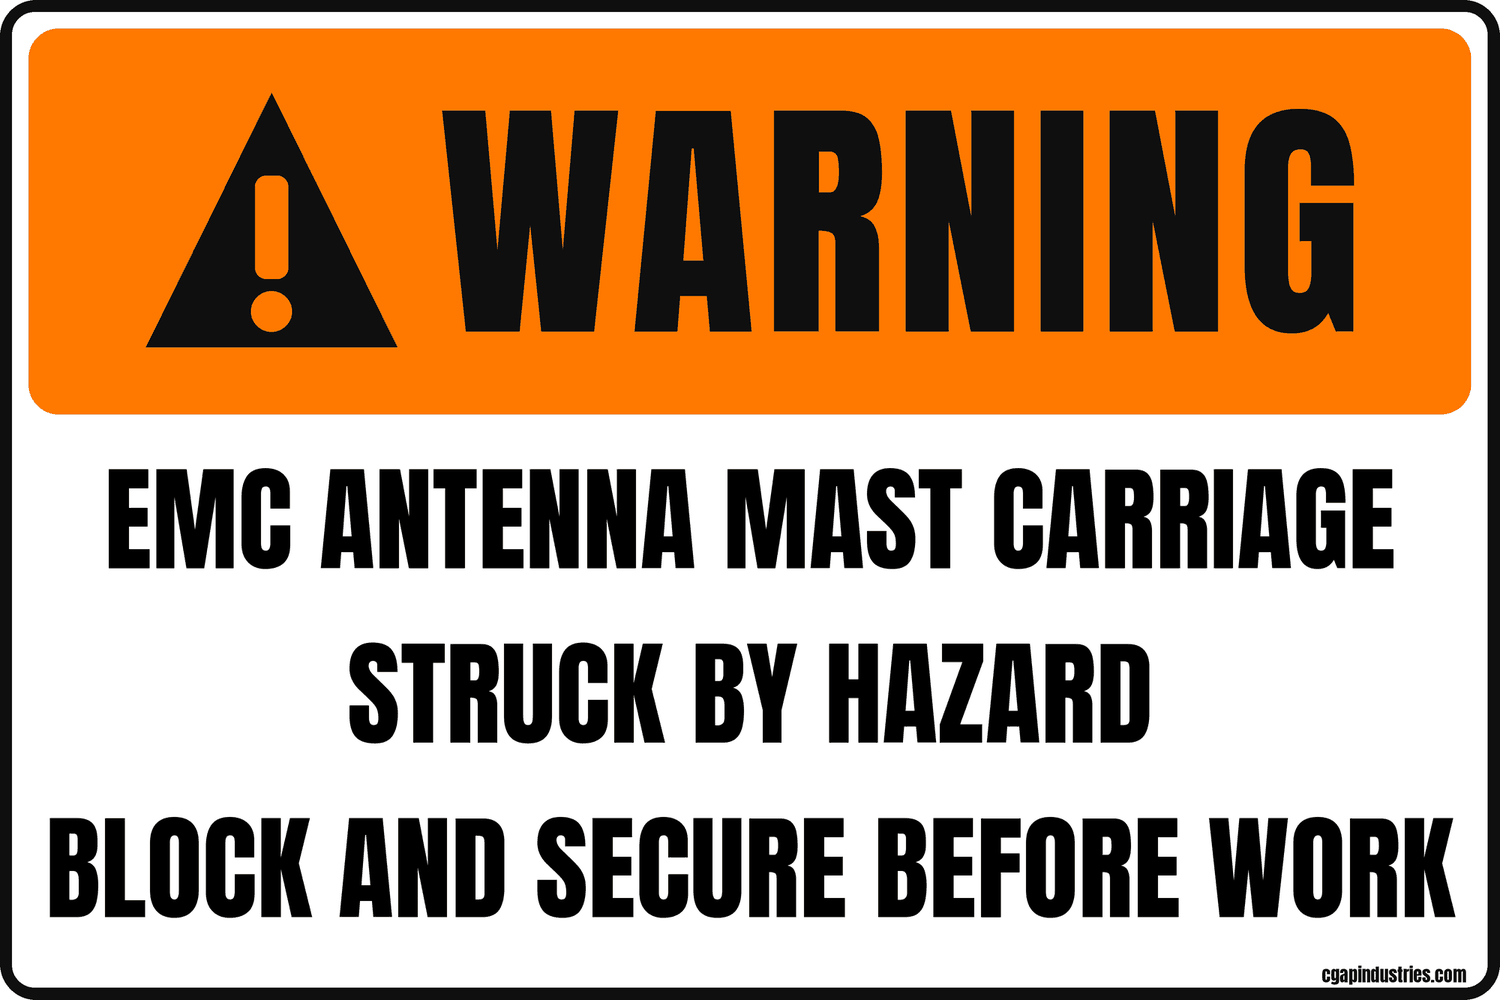 WARNING
EMC ANTENNA MAST CARRIAGE
STRUCK BY HAZARD
BLOCK AND SECURE BEFORE WORK
cgapindustries.com